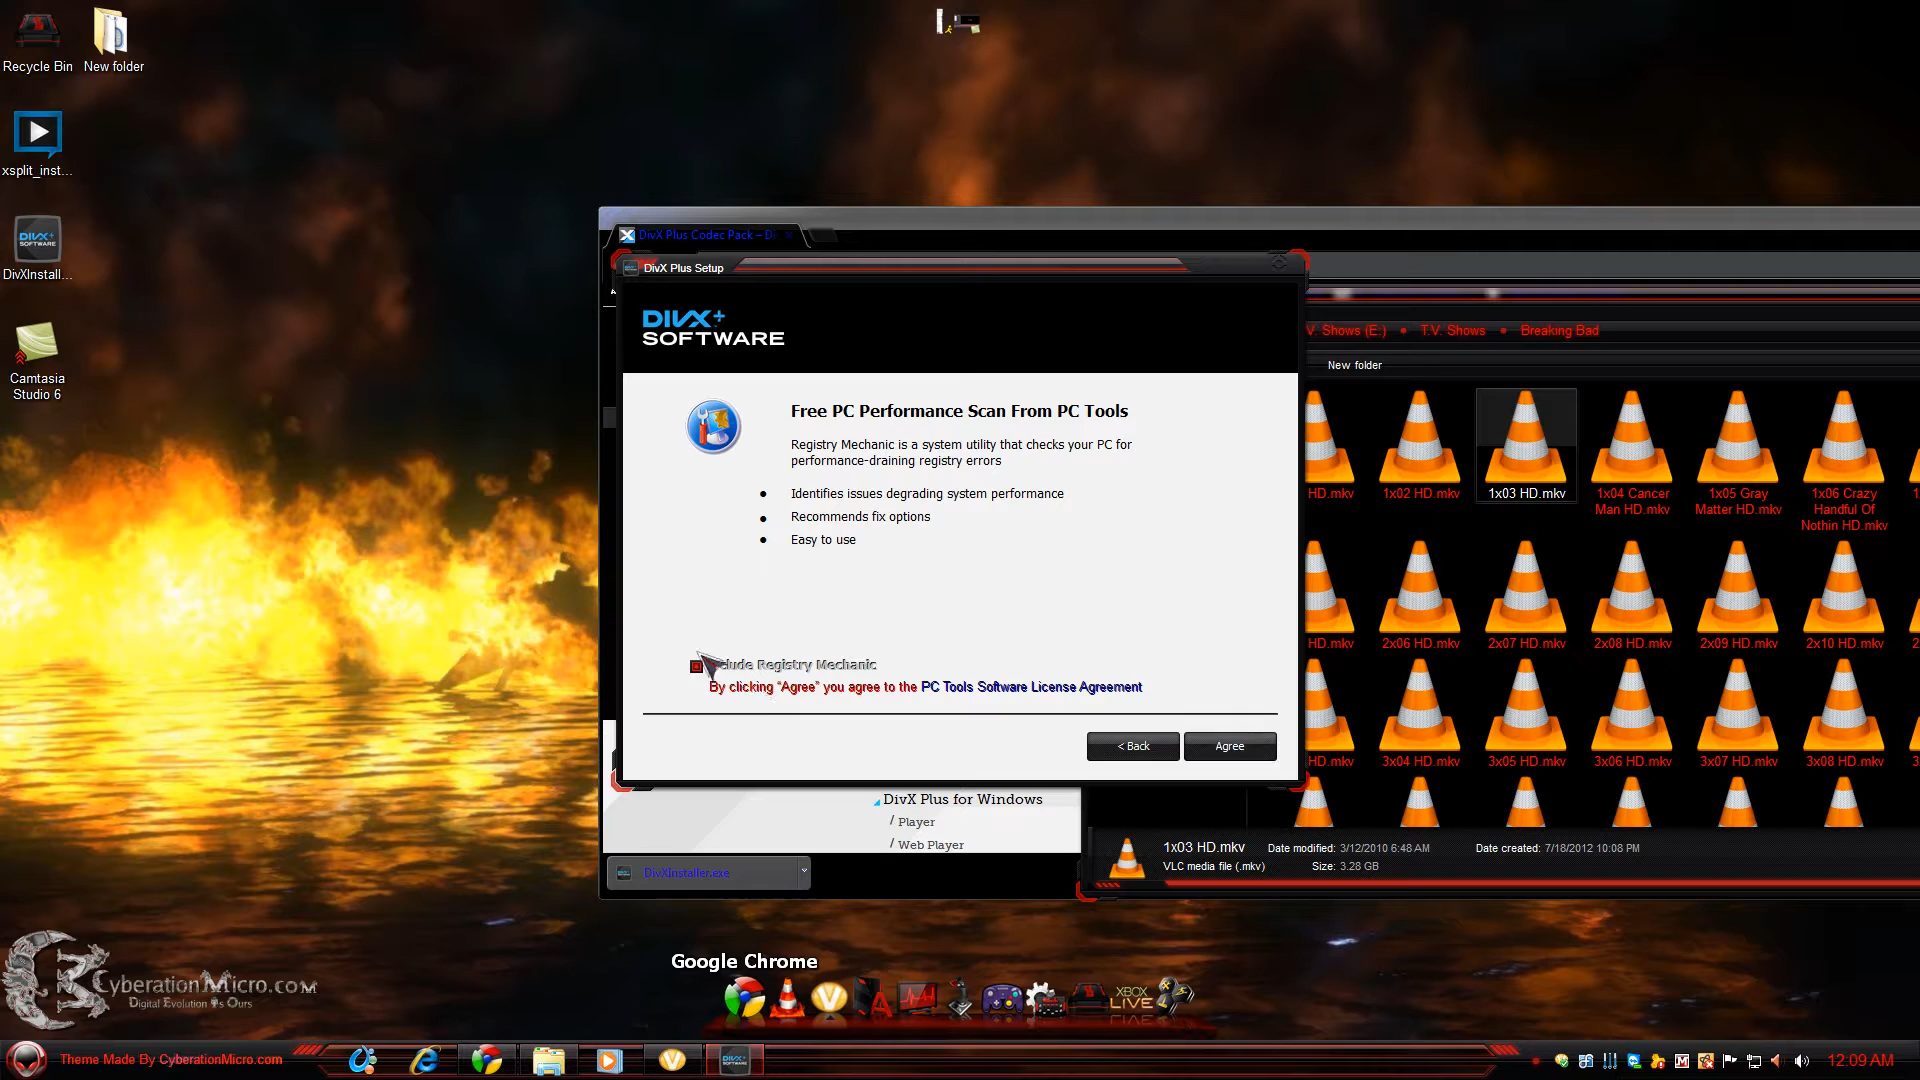 Recycle Bin
New folder
xsplit_inst...
DivXInstall...
Camtasia
Studio 6
DivX Plus Codec Pack – D
DivX Plus Setup
DIVX+
SOFTWARE
Free PC Performance Scan From PC Tools
Registry Mechanic is a system utility that checks your PC for
performance-draining registry errors
• Identifies issues degrading system performance
• Recommends fix options
• Easy to use
Registry Mechanic
By clicking "Agree" you agree to the PC Tools Software License Agreement
< Back
Agree
V. Shows (E:) • T.V. Shows • Breaking Bad
New folder
HD.mkv
1x02 HD.mkv
1x03 HD.mkv
1x04 Cancer
Man HD.mkv
1x05 Gray
Matter HD.mkv
1x06 Crazy
Handful Of
Nothin HD.mkv
HD.mkv
2x06 HD.mkv
2x07 HD.mkv
2x08 HD.mkv
2x09 HD.mkv
2x10 HD.mkv
HD.mkv
3x04 HD.mkv
3x05 HD.mkv
3x06 HD.mkv
3x07 HD.mkv
3x08 HD.mkv
DivX Plus for Windows
/ Player
/ Web Player
DivXInstaller.exe
1x03 HD.mkv
Date modified: 3/12/2010 6:48 AM
Date created: 7/18/2012 10:08 PM
VLC media file (.mkv)
Size: 3.28 GB
CyberationMicro.com
Digital Evolution Is Ours
Google Chrome
XBOX
LIVE
Theme Made By CyberationMicro.com
DIVX+
SOFTWARE
12:09 AM